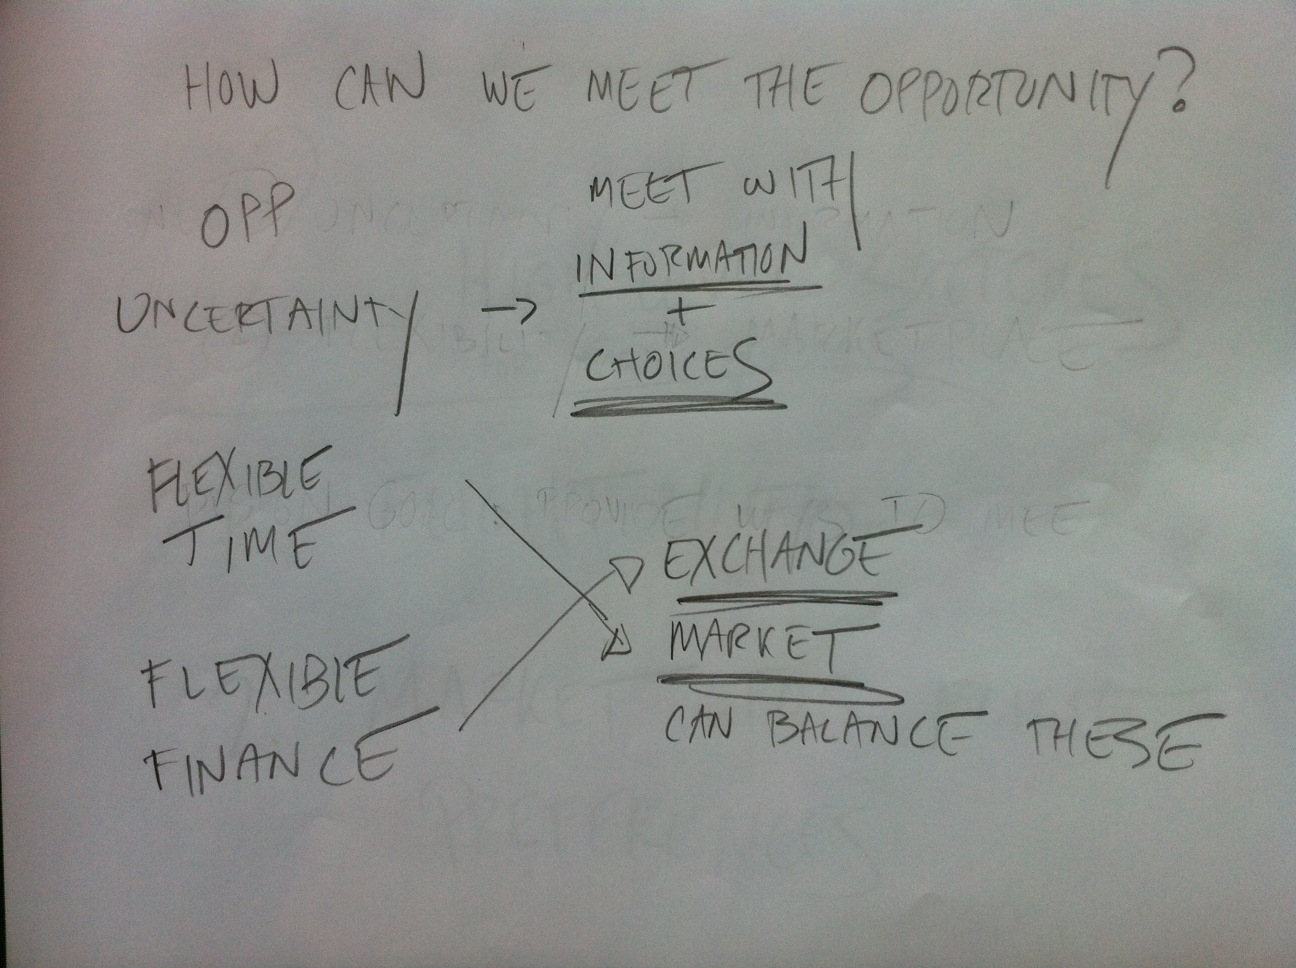 HOW CAN WE MEET THE OPPORTUNITY?
OPP
MEET WITH
INFORMATION
UNCERTAINTY → +
CHOICES
FLEXIBLE
TIME
EXCHANGE
MARKET
FLEXIBLE
CAN BALANCE THESE
FINANCE